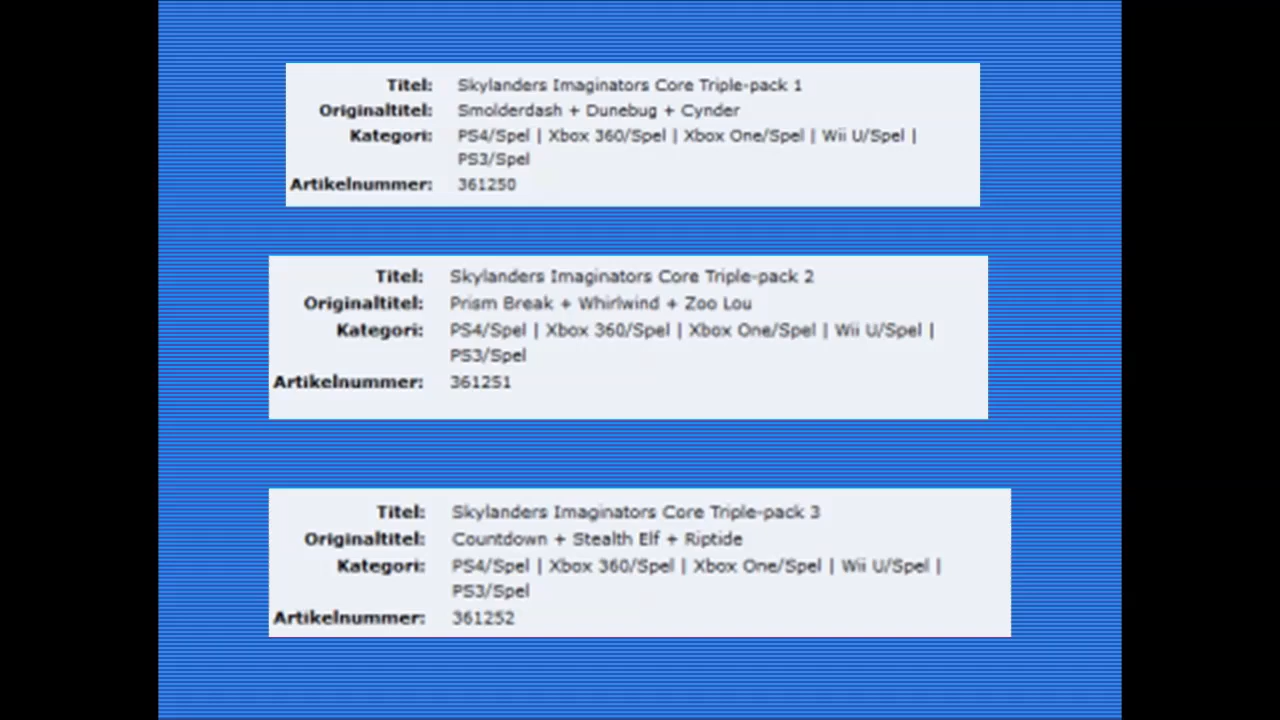 Titel: Skylanders Imaginators Core Triple-pack 1
Originaltitel: Smolderdash + Dunebug + Cynder
Kategori: PS4/Spel | Xbox 360/Spel | Xbox One/Spel | Wii U/Spel |
PS3/Spel
Artikelnummer: 361250
Titel: Skylanders Imaginators Core Triple-pack 2
Originaltitel: Prism Break + Whirlwind + Zoo Lou
Kategori: PS4/Spel | Xbox 360/Spel | Xbox One/Spel | Wii U/Spel |
PS3/Spel
Artikelnummer: 361251
Titel: Skylanders Imaginators Core Triple-pack 3
Originaltitel: Countdown + Stealth Elf + Riptide
Kategori: PS4/Spel | Xbox 360/Spel | Xbox One/Spel | Wii U/Spel |
PS3/Spel
Artikelnummer: 361252